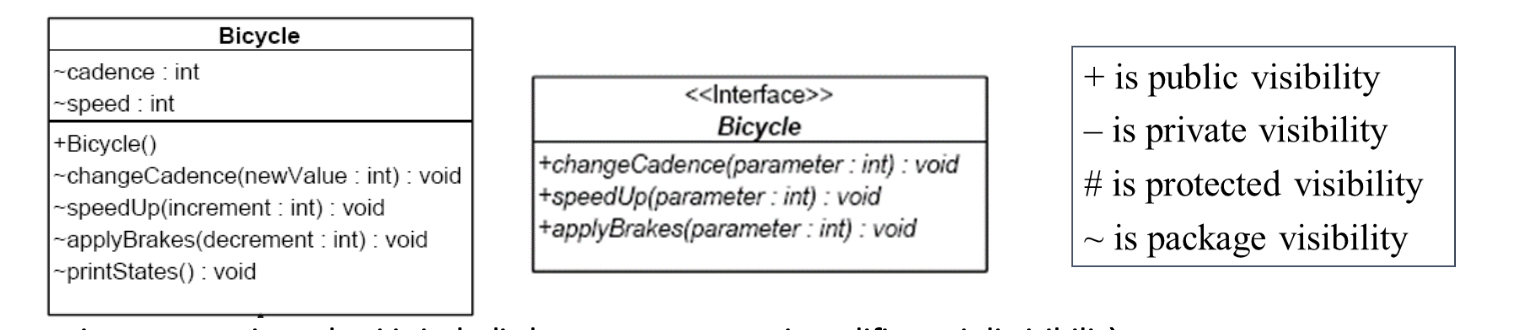 Bicycle
~cadence : int
~speed : int
+Bicycle()
~changeCadence(newValue : int) : void
~speedUp(increment : int) : void
~applyBrakes(decrement : int) : void
~printStates() : void
<<Interface>>
Bicycle
+changeCadence(parameter : int) : void
+speedUp(parameter : int) : void
+applyBrakes(parameter : int) : void
+ is public visibility
– is private visibility
# is protected visibility
~ is package visibility